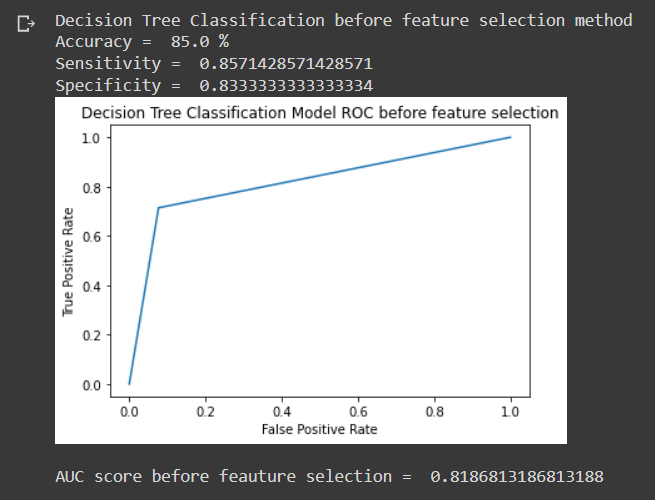 Decision Tree Classification before feature selection method
Accuracy =  85.0 %
Sensitivity =  0.8571428571428571
Specificity =  0.8333333333333334
Decision Tree Classification Model ROC before feature selection
1.0
0.8
0.6
0.4
0.2
0.0
True Positive Rate
0.0 0.2 0.4 0.6 0.8 1.0
False Positive Rate
AUC score before feauture selection =  0.8186813186813188